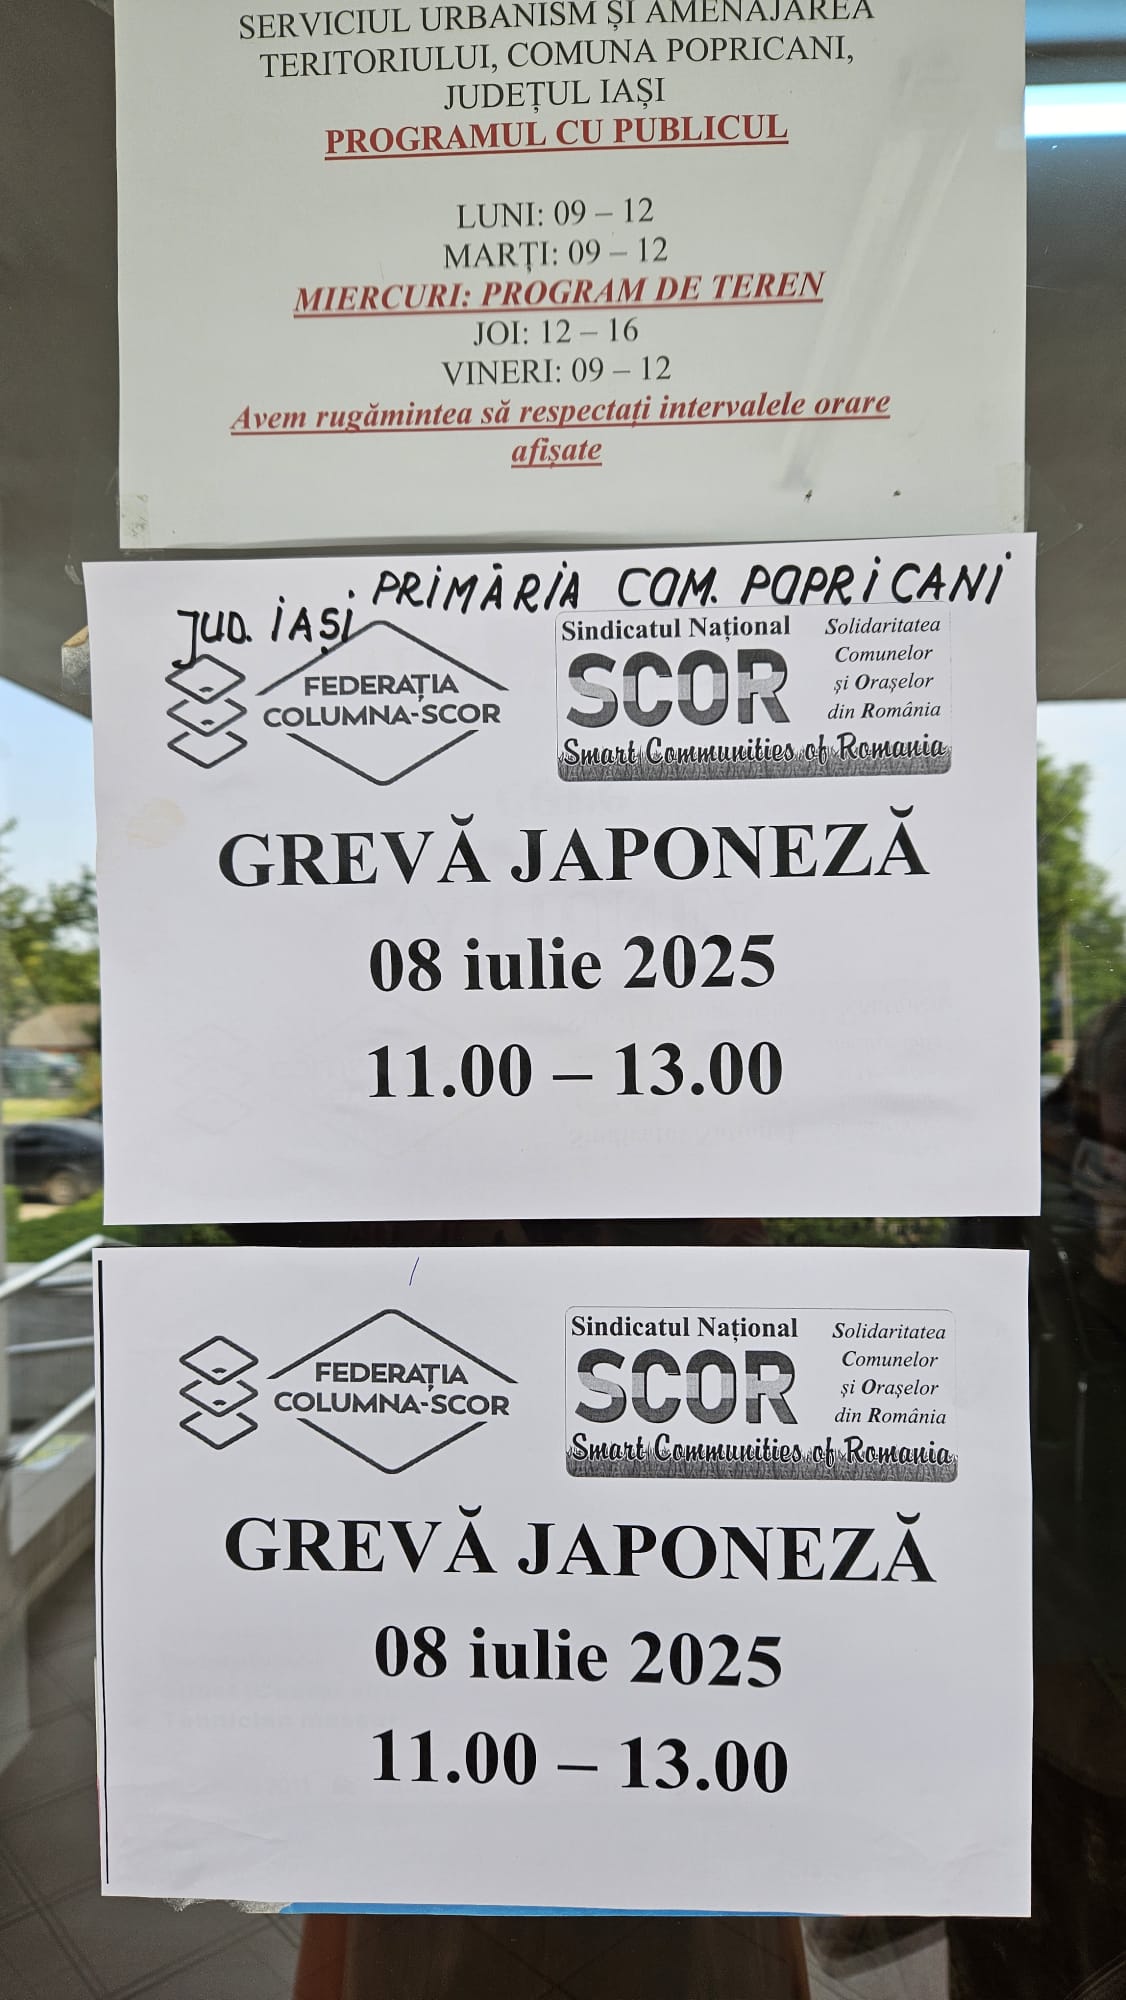 SERVICIUL URBANISM ȘI AMENAJAREA
TERITORIULUI, COMUNA POPRICANI,
JUDEȚUL IAȘI
PROGRAMUL CU PUBLICUL
LUNI: 09 – 12
MARȚI: 09 – 12
MIERCURI: PROGRAM DE TEREN
JOI: 12 – 16
VINERI: 09 – 12
Avem rugămintea să respectați intervalele orare
afișate
JUD. IAȘI PRIMĂRIA COM. POPRICANI
FEDERAȚIA
COLUMNA-SCOR
Sindicatul Național
SCOR
Solidaritatea
Comunelor
și Orașelor
din România
Smart Communities of Romania
GREVĂ JAPONEZĂ
08 iulie 2025
11.00 – 13.00
FEDERAȚIA
COLUMNA-SCOR
Sindicatul Național
SCOR
Solidaritatea
Comunelor
și Orașelor
din România
Smart Communities of Romania
GREVĂ JAPONEZĂ
08 iulie 2025
11.00 – 13.00